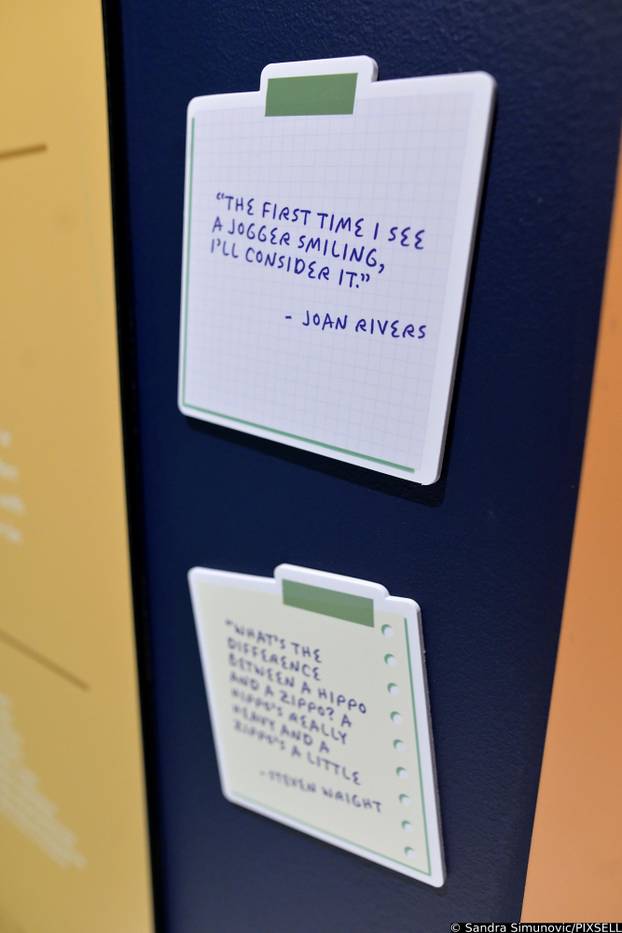 “THE FIRST TIME I SEE
A JOGGER SMILING,
I’LL CONSIDER IT.”
- JOAN RIVERS
“WHAT’S THE
DIFFERENCE
BETWEEN A HIPPO
AND A ZIPPO? A
HIPPO’S REALLY
HEAVY AND A
ZIPPO’S A LITTLE
-STEVEN WRIGHT
© Sandra Simunovic/PIXSELL